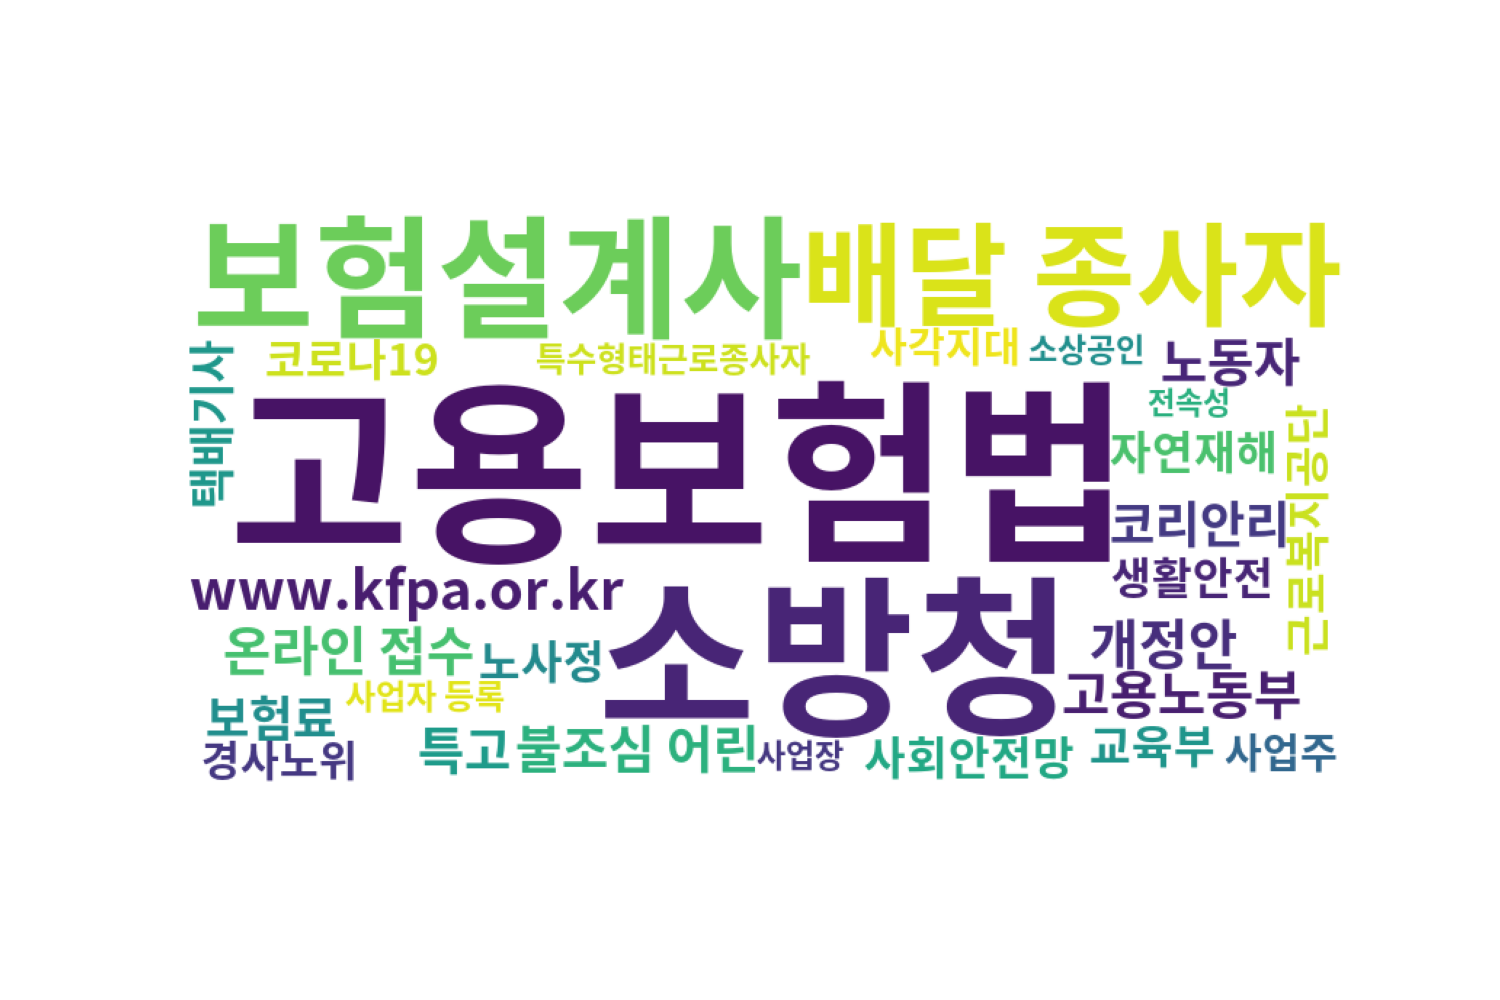 보험설계사
배달 종사자
택배기사
코로나19
특수형태근로종사자
사각지대
소상공인
노동자
고용보험법
전속성
자연재해
근로복지공단
코리안리
생활안전
www.kfpa.or.kr
소방청
온라인 접수
노사정
개정안
사업자 등록
고용노동부
보험료
경사노위
특고
불조심 어린
사업장
사회안전망
교육부
사업주